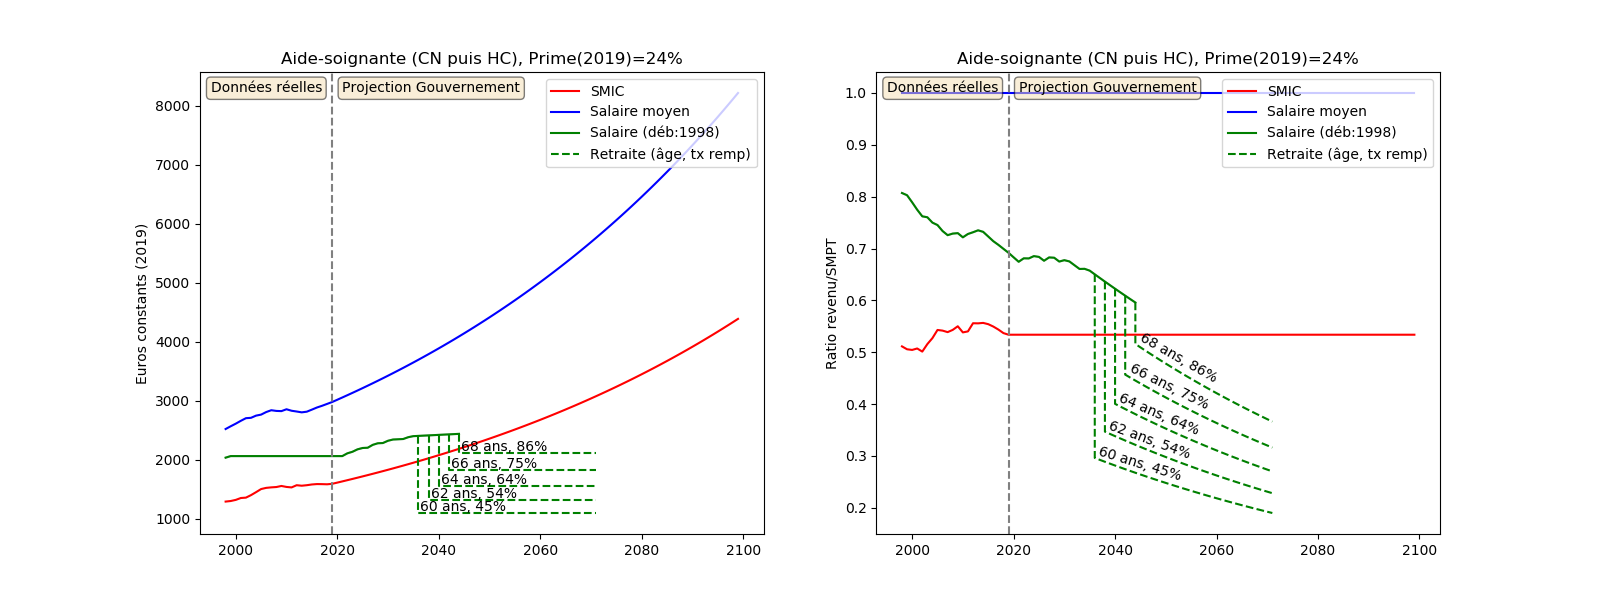 Aide-soignante (CN puis HC), Prime(2019)=24%
Données réelles
Projection Gouvernement
SMIC
Salaire moyen
Salaire (déb:1998)
Retraite (âge, tx remp)
Euros constants (2019)
8000
7000
6000
5000
4000
3000
2000
1000
68 ans, 86%
66 ans, 75%
64 ans, 64%
62 ans, 54%
60 ans, 45%
2000
2020
2040
2060
2080
2100
Aide-soignante (CN puis HC), Prime(2019)=24%
Données réelles
Projection Gouvernement
SMIC
Salaire moyen
Salaire (déb:1998)
Retraite (âge, tx remp)
Ratio revenu/SMPT
1.0
0.9
0.8
0.7
0.6
0.5
0.4
0.3
0.2
68 ans, 86%
66 ans, 75%
64 ans, 64%
62 ans, 54%
60 ans, 45%
2000
2020
2040
2060
2080
2100